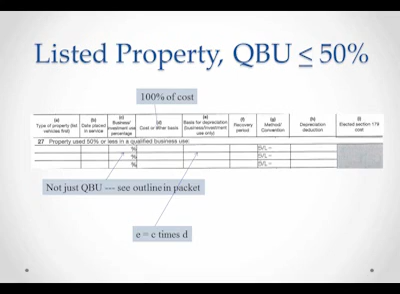 Listed Property, QBU ≤ 50%
100% of cost
(a) Type of property (list vehicles first)
(b) Date placed in service
(c) Business/ investment use percentage
(d) Cost or other basis
(e) Basis for depreciation (business/investment use only)
(f) Recovery period
(g) Method/ Convention
(h) Depreciation deduction
(i) Elected section 179 cost
27 Property used 50% or less in a qualified business use:
% S/L –
% S/L –
% S/L –
Not just QBU --- see outline in packet
e = c times d